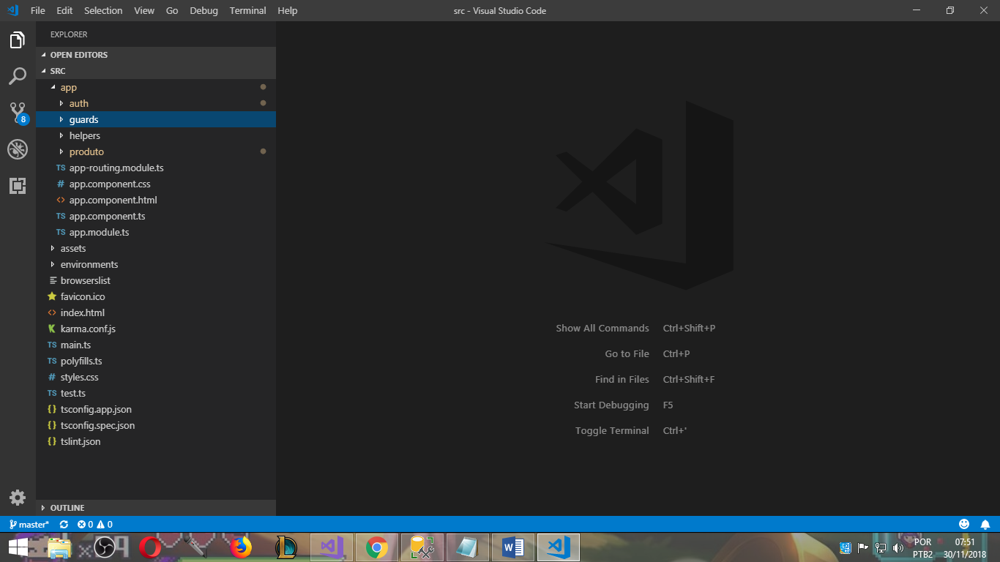 File Edit Selection View Go Debug Terminal Help
src - Visual Studio Code
EXPLORER
OPEN EDITORS
SRC
app
auth
guards
helpers
produto
TS app-routing.module.ts
# app.component.css
<> app.component.html
TS app.component.ts
TS app.module.ts
assets
environments
browserslist
favicon.ico
<> index.html
karma.conf.js
TS main.ts
TS polyfills.ts
# styles.css
TS test.ts
{} tsconfig.app.json
{} tsconfig.spec.json
{} tslint.json
OUTLINE
8
Show All Commands Ctrl+Shift+P
Go to File Ctrl+P
Find in Files Ctrl+Shift+F
Start Debugging F5
Toggle Terminal Ctrl+'
master* 0 0
POR 07:51
PTB2 30/11/2018